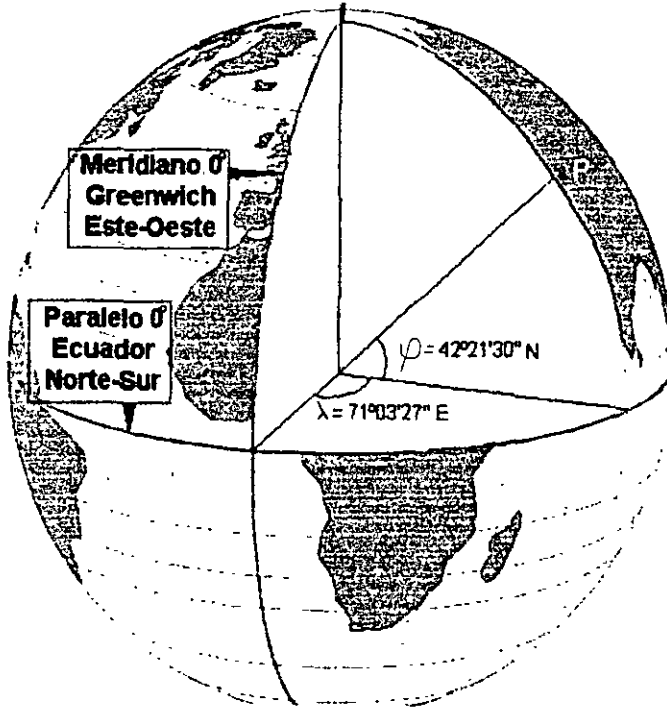 Meridiano 0°
Greenwich
Este-Oeste
P
Paralelo 0°
Ecuador
Norte-Sur
φ = 42°21'30" N
λ = 71°03'27" E